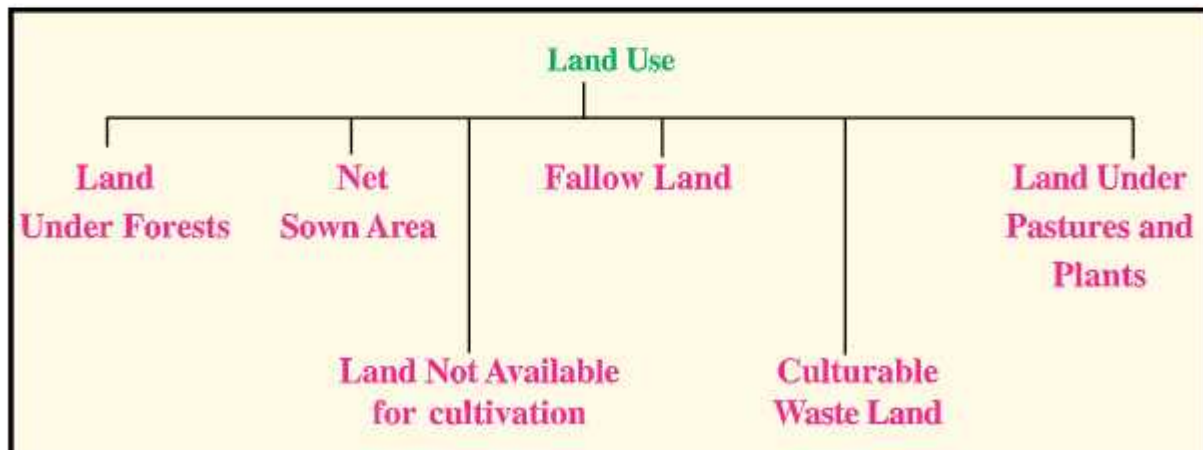 Land Use
Land
Under Forests
Net
Sown Area
Land Not Available
for cultivation
Fallow Land
Culturable
Waste Land
Land Under
Pastures and
Plants